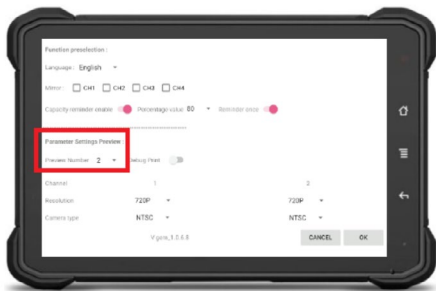 Function preselection :
Language : English
Mirror : CH1 CH2 CH3 CH4
Capacity reminder enable Percentage value 80 Reminder once
Parameter Settings Preview :
Preview Number 2 Debug Print
Channel 1 2
Resolution 720P 720P
Camera type NTSC NTSC
CANCEL OK